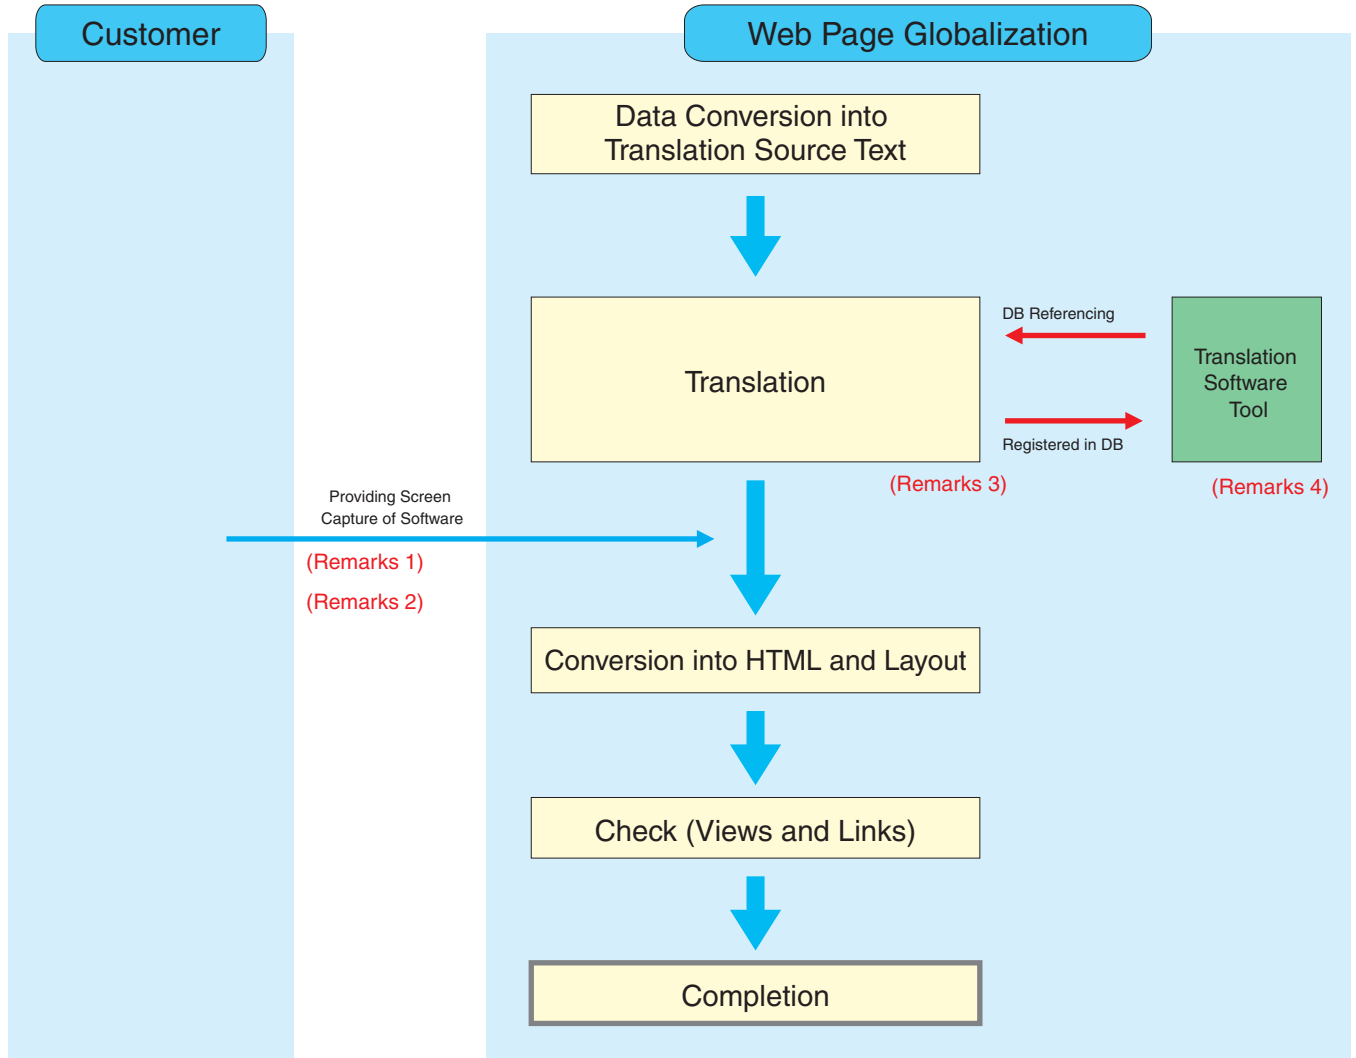 Customer
Web Page Globalization
Data Conversion into
Translation Source Text
DB Referencing
Translation
Translation
Software
Tool
Registered in DB
(Remarks 3)
(Remarks 4)
Providing Screen
Capture of Software
(Remarks 1)
(Remarks 2)
Conversion into HTML and Layout
Check (Views and Links)
Completion